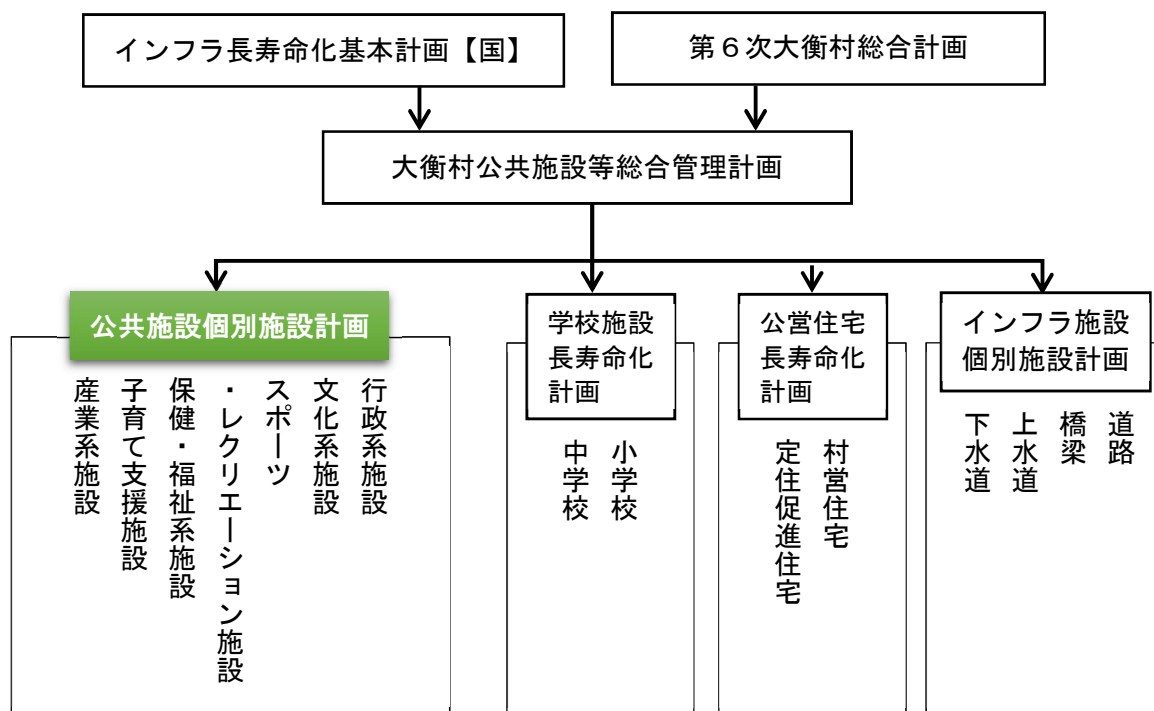 インフラ長寿命化基本計画【国】
第６次大衡村総合計画
大衡村公共施設等総合管理計画
公共施設個別施設計画
行政系施設
文化系施設
スポーツ
・レクリエーション施設
保健・福祉系施設
子育て支援施設
産業系施設
学校施設
長寿命化
計画
小学校
中学校
公営住宅
長寿命化
計画
村営住宅
定住促進住宅
インフラ施設
個別施設計画
道路
橋梁
上水道
下水道